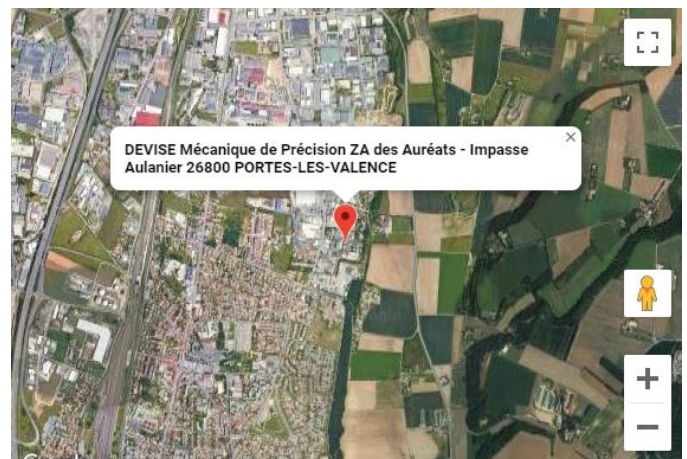 DEVISE Mécanique de Précision ZA des Auréats - Impasse
Aulanier 26800 PORTES-LES-VALENCE